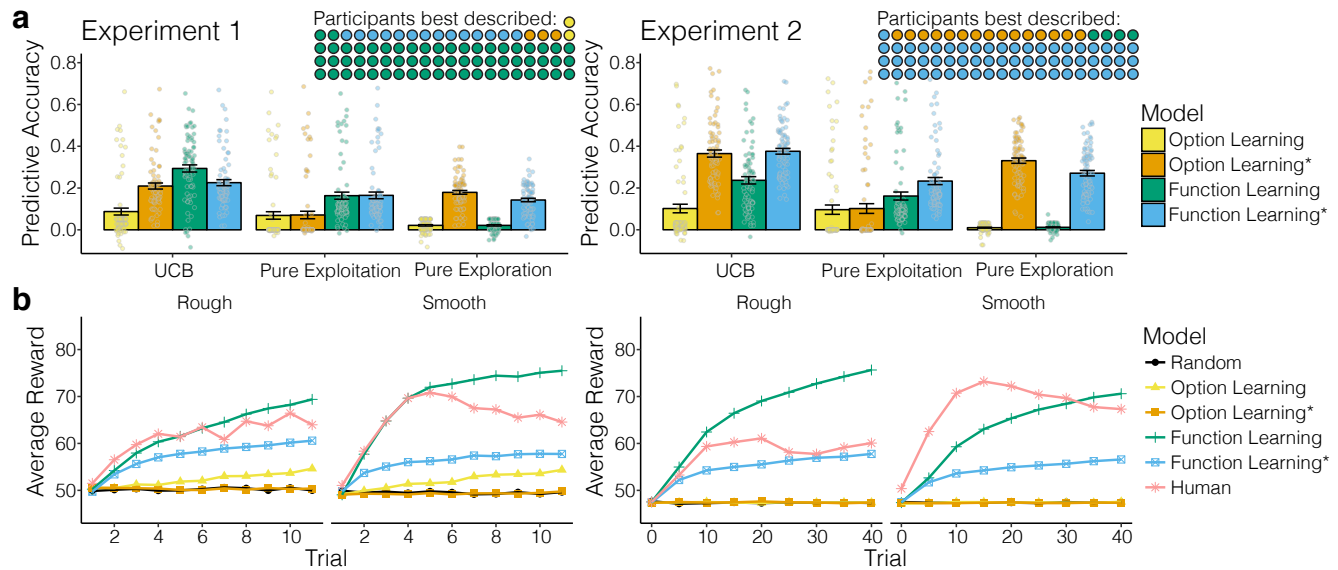 a
Experiment 1
Participants best described:
Experiment 2
Participants best described:
Predictive Accuracy
0.8
0.6
0.4
0.2
0.0
UCB
Pure Exploitation
Pure Exploration
Predictive Accuracy
0.8
0.6
0.4
0.2
0.0
UCB
Pure Exploitation
Pure Exploration
Model
Option Learning
Option Learning*
Function Learning
Function Learning*
b
Rough
Smooth
Average Reward
80
70
60
50
2 4 6 8 10
2 4 6 8 10
Trial
Rough
Smooth
Average Reward
80
70
60
50
0 10 20 30 40
0 10 20 30 40
Trial
Model
Random
Option Learning
Option Learning*
Function Learning
Function Learning*
Human